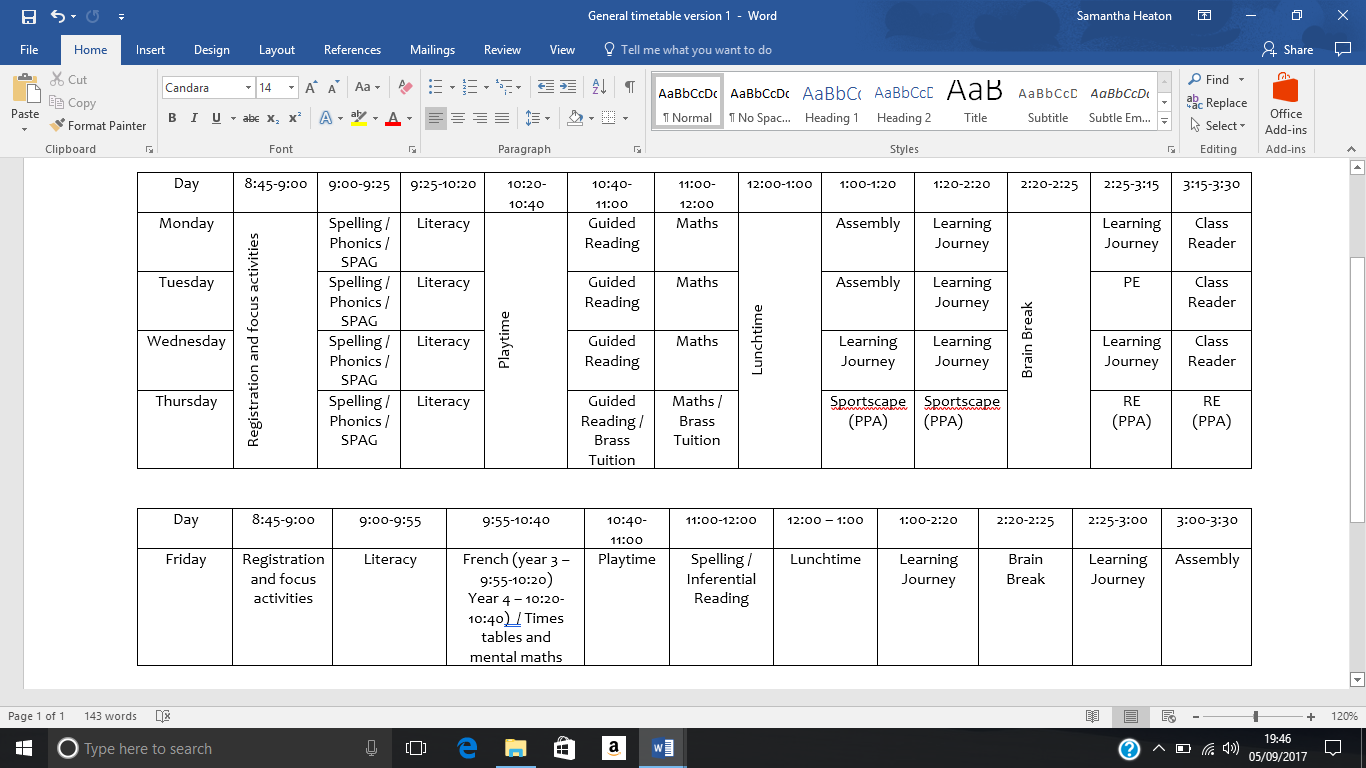 General timetable version 1 - Word
Samantha Heaton
File Home Insert Design Layout References Mailings Review View Tell me what you want to do Share
Paste
Cut
Copy
Format Painter
Clipboard
Candara 14
Font
Paragraph
AaBbCcDc AaBbCcDc AaBbCc AaBbCcD AaB AaBbCcD AaBbCcDc
¶ Normal ¶ No Spac... Heading 1 Heading 2 Title Subtitle Subtle Em...
Styles
Find
Replace
Select
Editing
Office
Add-ins
Add-ins
Day 8:45-9:00 9:00-9:25 9:25-10:20 10:20- 10:40- 11:00- 12:00-1:00 1:00-1:20 1:20-2:20 2:20-2:25 2:25-3:15 3:15-3:30
10:40 11:00 12:00
Registration and focus activities
Playtime
Lunchtime
Brain Break
Monday Spelling / Literacy Guided Maths Assembly Learning Learning Class
Phonics / Reading Journey Journey Reader
SPAG
Tuesday Spelling / Literacy Guided Maths Assembly Learning PE Class
Phonics / Reading Journey Reader
SPAG
Wednesday Spelling / Literacy Guided Maths Learning Learning Learning Class
Phonics / Reading Journey Journey Journey Reader
SPAG
Thursday Spelling / Literacy Guided Maths / Sportscape Sportscape RE RE
Phonics / Reading / Brass (PPA) (PPA) (PPA) (PPA)
SPAG Brass Tuition
Tuition
Day 8:45-9:00 9:00-9:55 9:55-10:40 10:40- 11:00-12:00 12:00 – 1:00 1:00-2:20 2:20-2:25 2:25-3:00 3:00-3:30
11:00
Friday Registration Literacy French (year 3 – Playtime Spelling / Lunchtime Learning Brain Learning Assembly
and focus 9:55-10:20) Inferential Journey Break Journey
activities Year 4 – 10:20- Reading
10:40) / Times
tables and
mental maths
Page 1 of 1 143 words 120%
Type here to search
19:46
05/09/2017